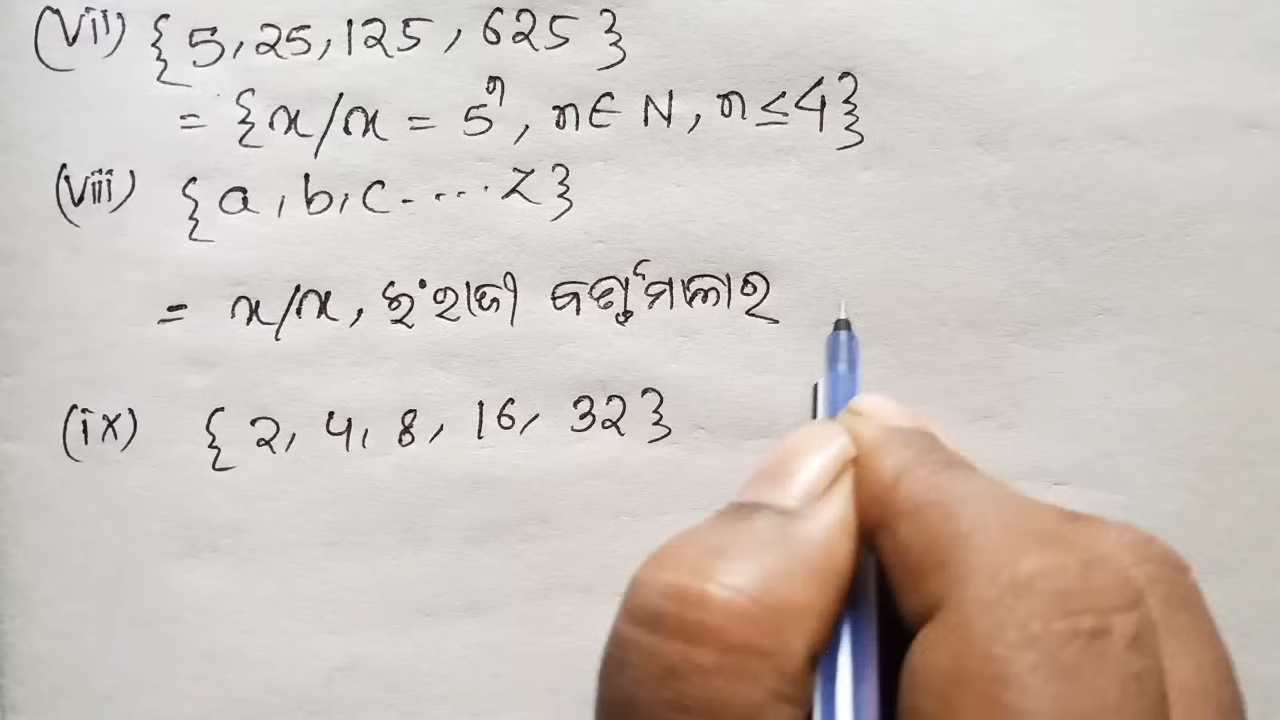 (vii) {5, 25, 125, 625}
= {x/x = 5ⁿ, n∈N, n≤4}
(viii) {a, b, c-...z}
= x/x, ଇଂରାଜୀ ବର୍ଣ୍ଣମାଳାର
(ix) {2, 4, 8, 16, 32}